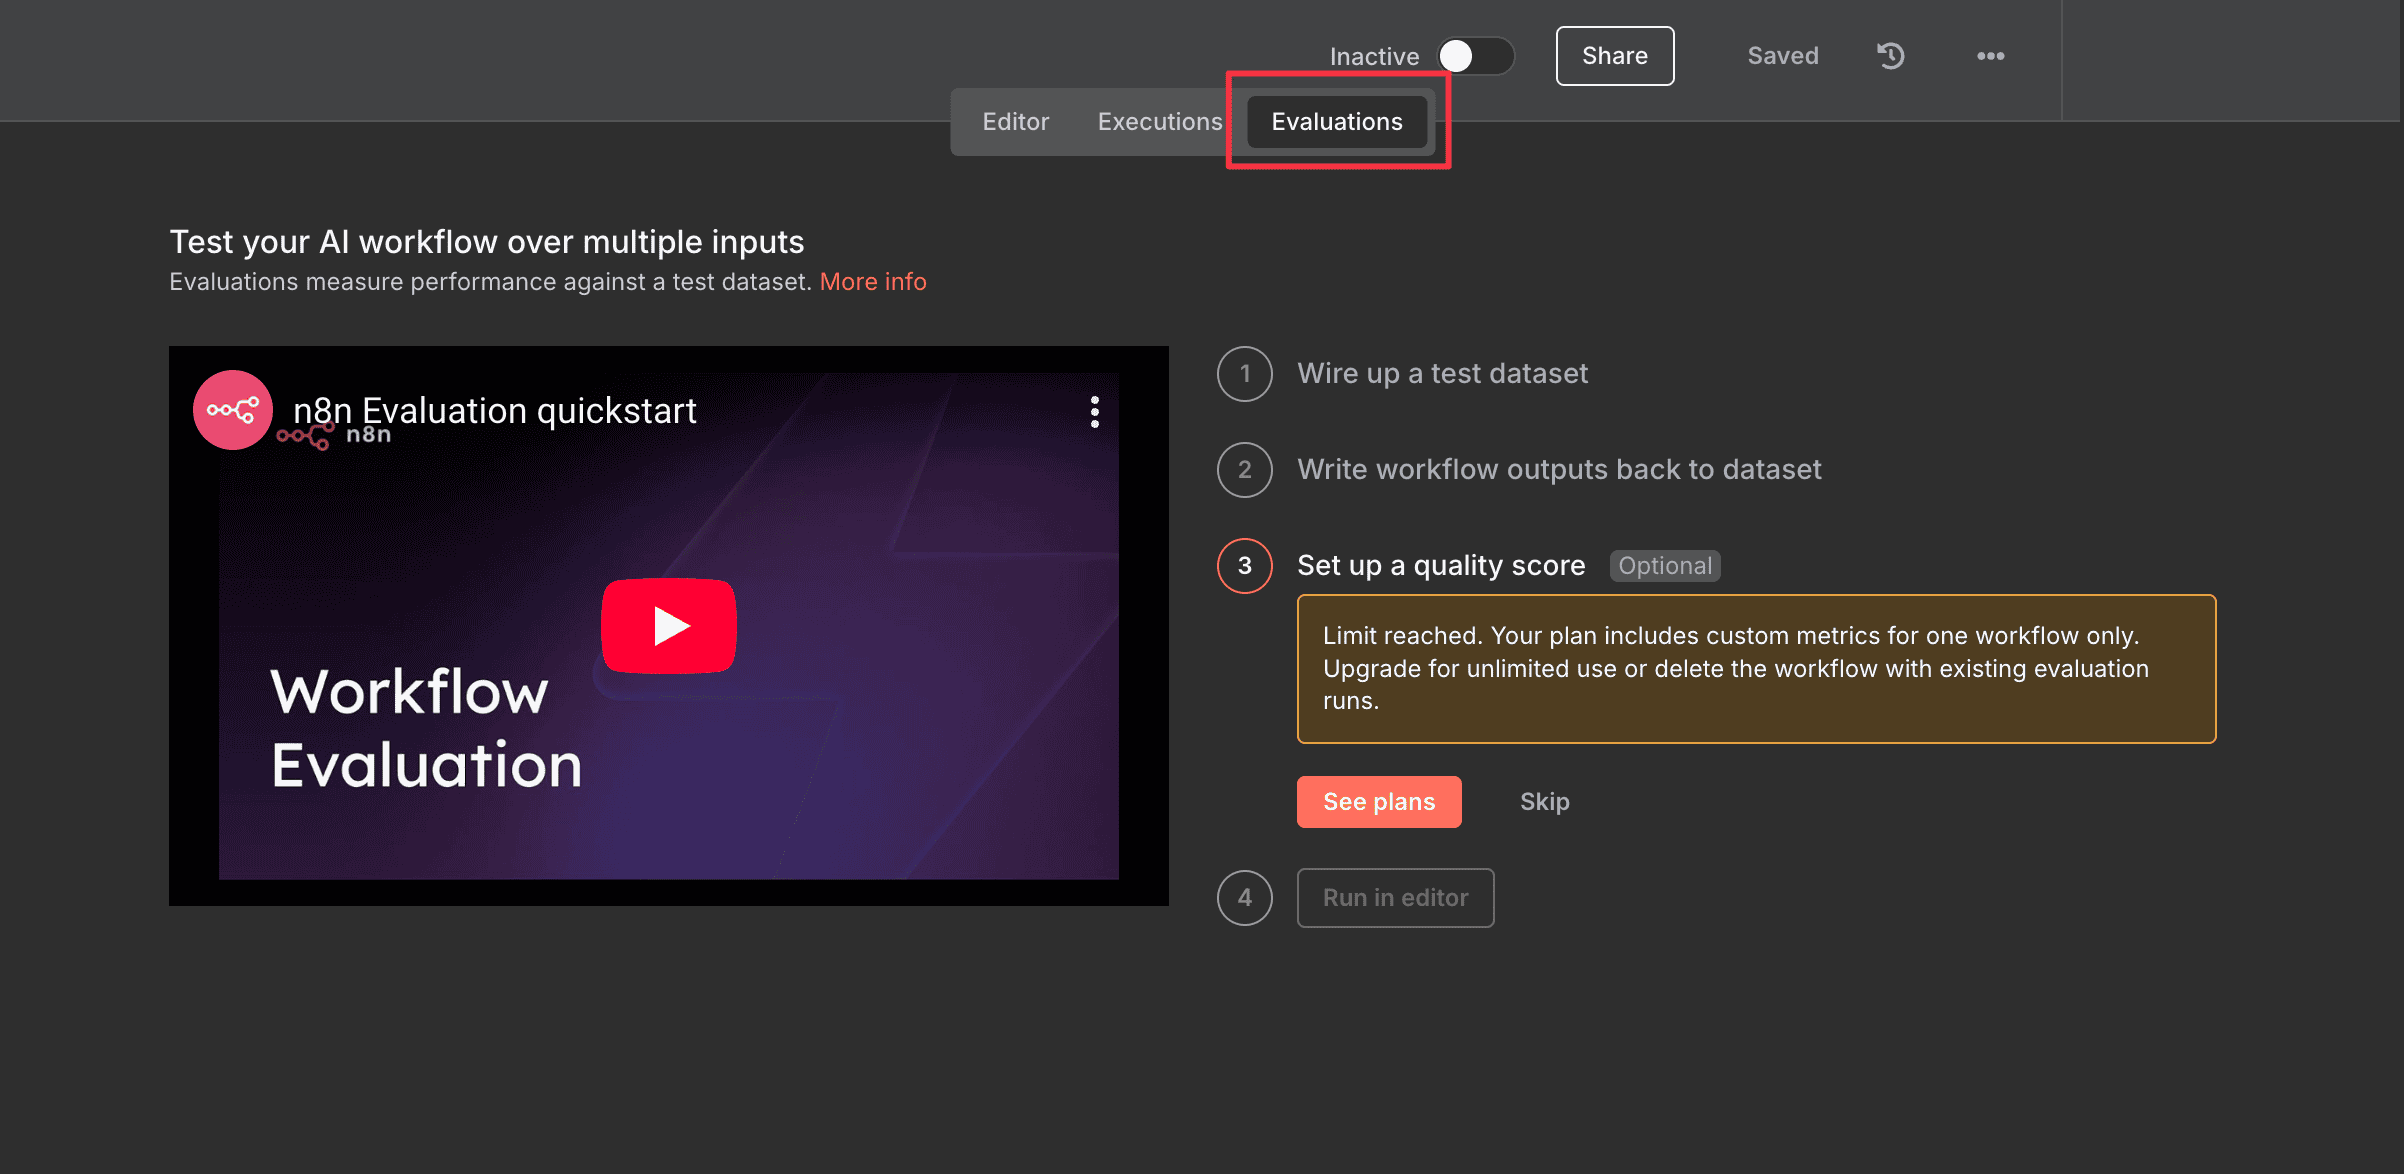 Inactive
Share
Saved
Editor
Executions
Evaluations
Test your AI workflow over multiple inputs
Evaluations measure performance against a test dataset. More info
n8n Evaluation quickstart
n8n
Workflow
Evaluation
1
Wire up a test dataset
2
Write workflow outputs back to dataset
3
Set up a quality score
Optional
Limit reached. Your plan includes custom metrics for one workflow only.
Upgrade for unlimited use or delete the workflow with existing evaluation
runs.
See plans
Skip
4
Run in editor